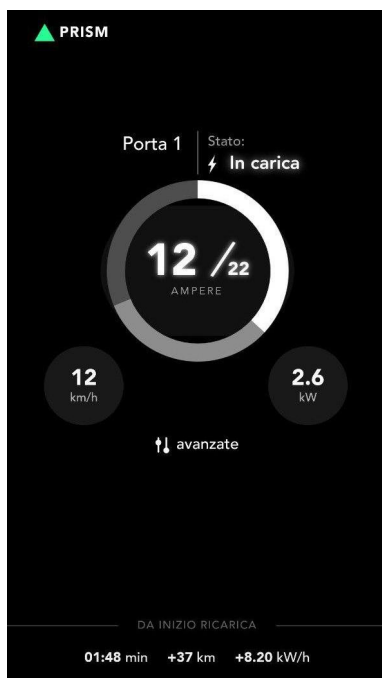 PRISM
Porta 1
Stato:
In carica
12 /22
AMPERE
12
km/h
2.6
kW
avanzate
DA INIZIO RICARICA
01:48 min +37 km +8.20 kW/h